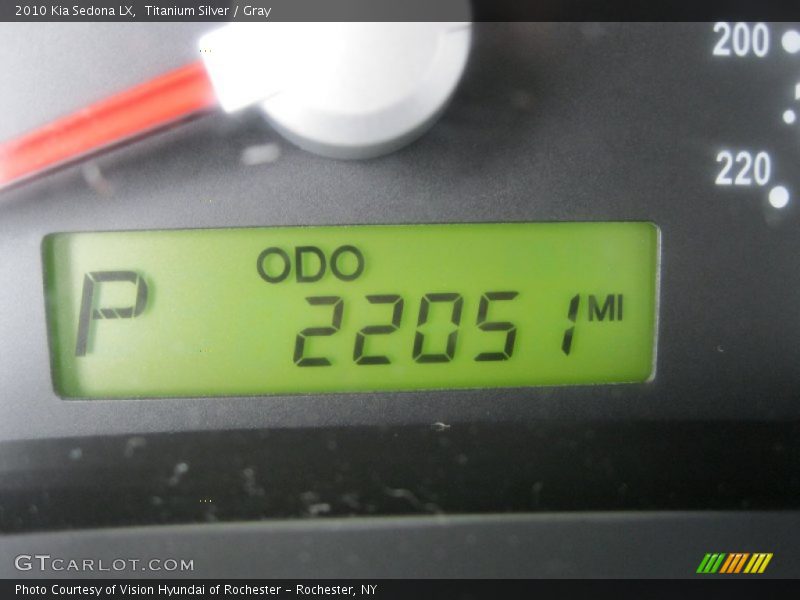 2010 Kia Sedona LX, Titanium Silver / Gray
200
220
ODO
P 22051 MI
GTCARLOT.COM
Photo Courtesy of Vision Hyundai of Rochester – Rochester, NY